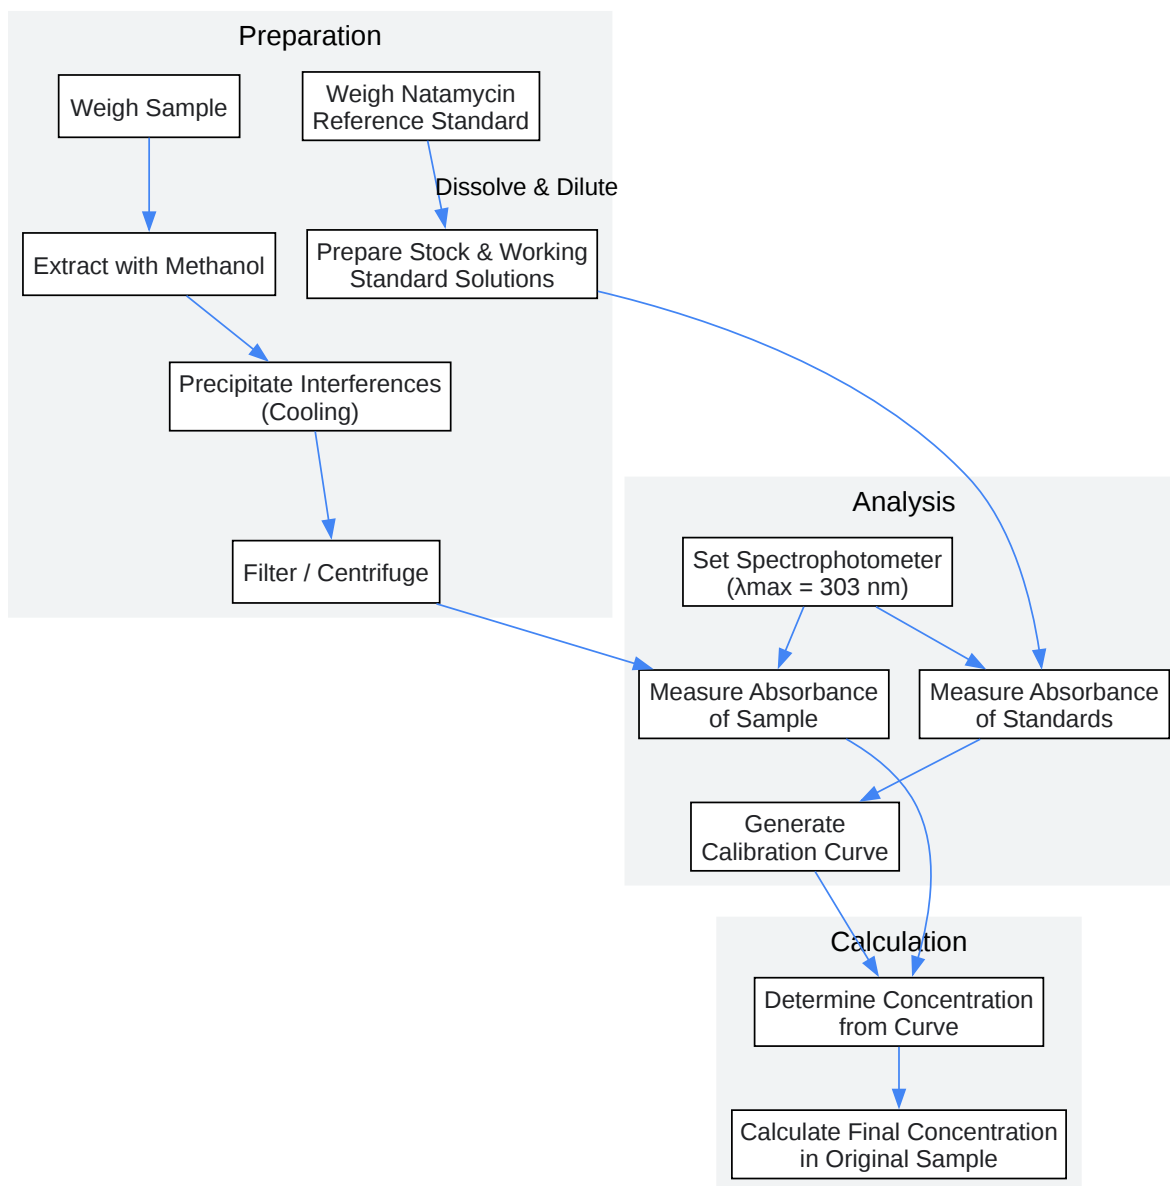 Preparation
Weigh Sample
Weigh Natamycin
Reference Standard
Dissolve & Dilute
Extract with Methanol
Prepare Stock & Working
Standard Solutions
Precipitate Interferences
(Cooling)
Filter / Centrifuge
Analysis
Set Spectrophotometer
(λmax = 303 nm)
Measure Absorbance
of Sample
Measure Absorbance
of Standards
Generate
Calibration Curve
Calculation
Determine Concentration
from Curve
Calculate Final Concentration
in Original Sample